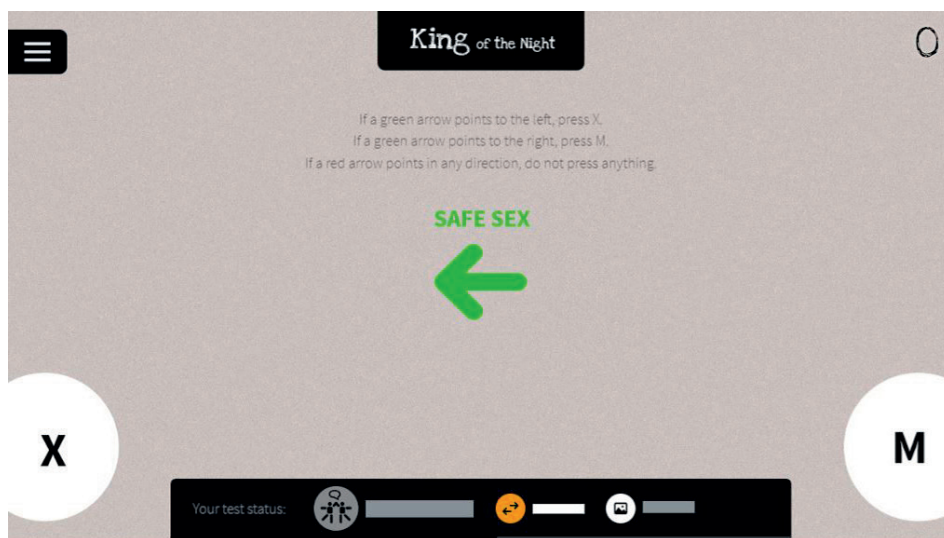 King of the Night
0
If a green arrow points to the left, press X.
If a green arrow points to the right, press M.
If a red arrow points in any direction, do not press anything.
SAFE SEX
X
M
Your test status: